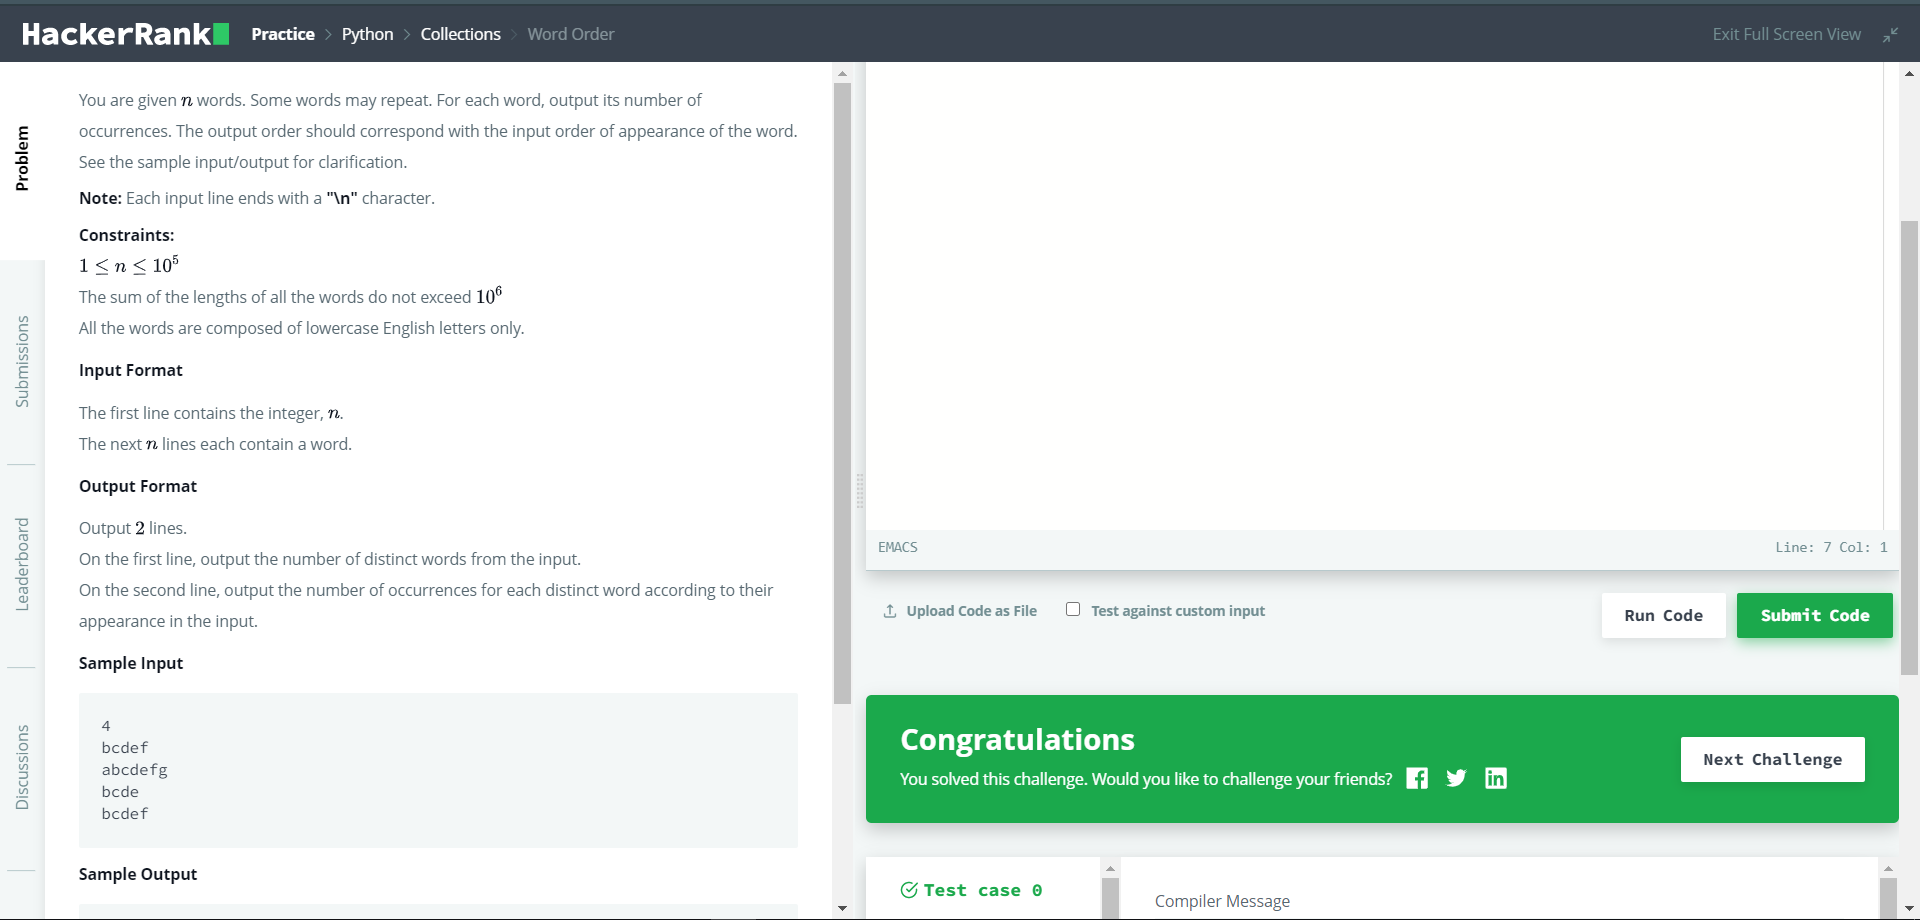 HackerRank Practice > Python > Collections > Word Order Exit Full Screen View
Problem
Submissions
Leaderboard
Discussions
You are given n words. Some words may repeat. For each word, output its number of
occurrences. The output order should correspond with the input order of appearance of the word.
See the sample input/output for clarification.
Note: Each input line ends with a "\n" character.
Constraints:
1 ≤ n ≤ 10⁵
The sum of the lengths of all the words do not exceed 10⁶
All the words are composed of lowercase English letters only.
Input Format
The first line contains the integer, n.
The next n lines each contain a word.
Output Format
Output 2 lines.
On the first line, output the number of distinct words from the input.
On the second line, output the number of occurrences for each distinct word according to their
appearance in the input.
Sample Input
4
bcdef
abcdefg
bcde
bcdef
Sample Output
EMACS Line: 7 Col: 1
Upload Code as File Test against custom input Run Code Submit Code
Congratulations
You solved this challenge. Would you like to challenge your friends?
Next Challenge
Test case 0
Compiler Message